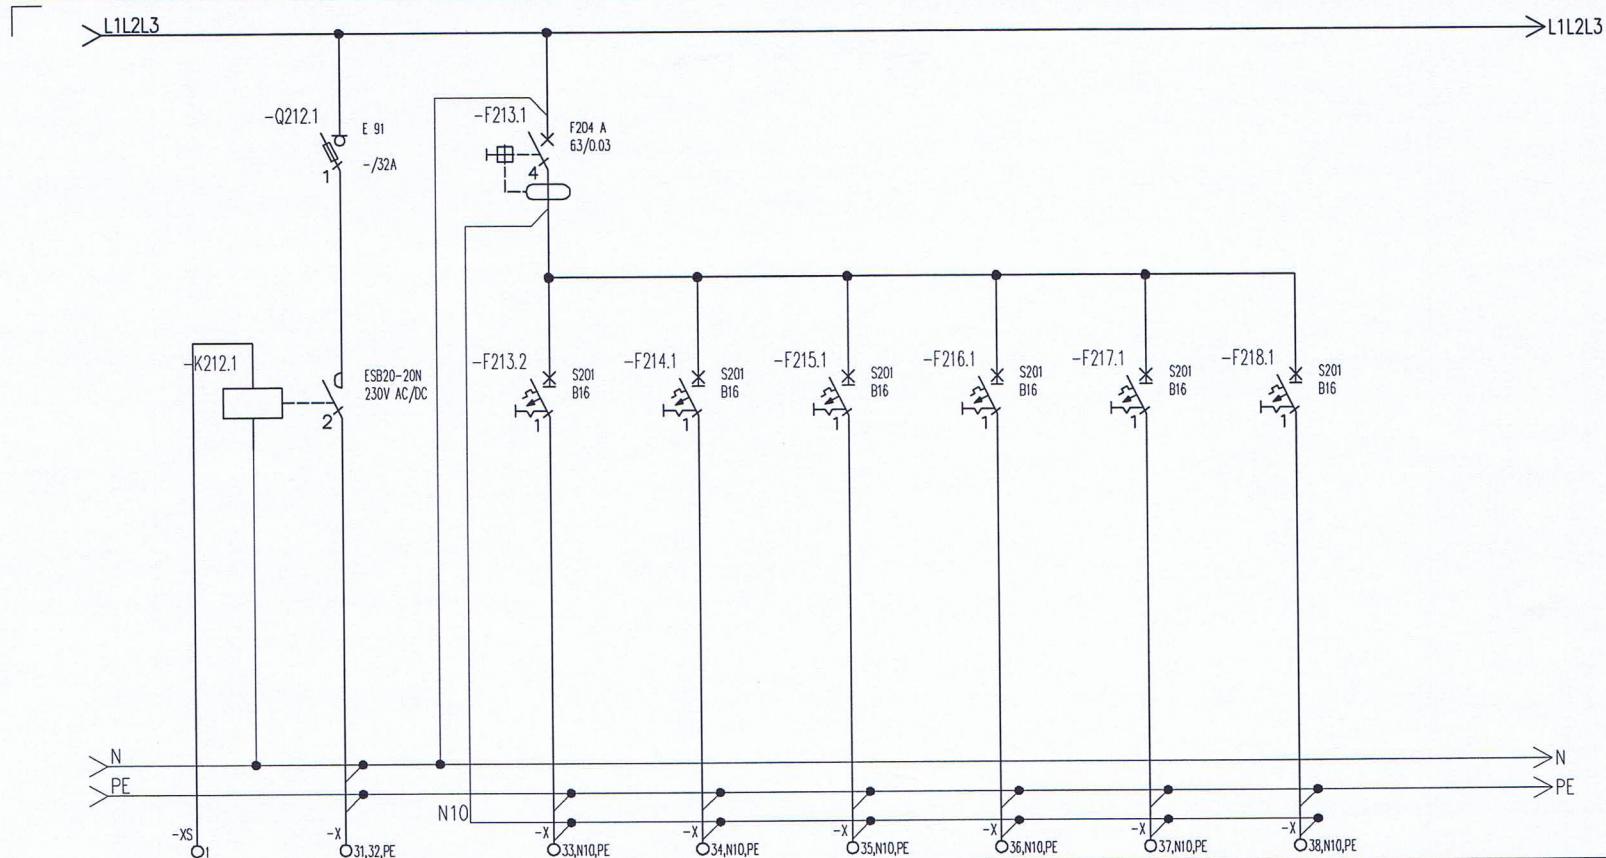 L1L2L3
L1L2L3
-Q212.1
E 91
-/32A
1
-F213.1
F204 A
63/0.03
4
-K212.1
ESB20-20N
230V AC/DC
2
-F213.2
S201
B16
1
-F214.1
S201
B16
1
-F215.1
S201
B16
1
-F216.1
S201
B16
1
-F217.1
S201
B16
1
-F218.1
S201
B16
1
N
N
PE
PE
N10
-XS
1
-X
31,32,PE
-X
33,N10,PE
-X
34,N10,PE
-X
35,N10,PE
-X
36,N10,PE
-X
37,N10,PE
-X
38,N10,PE